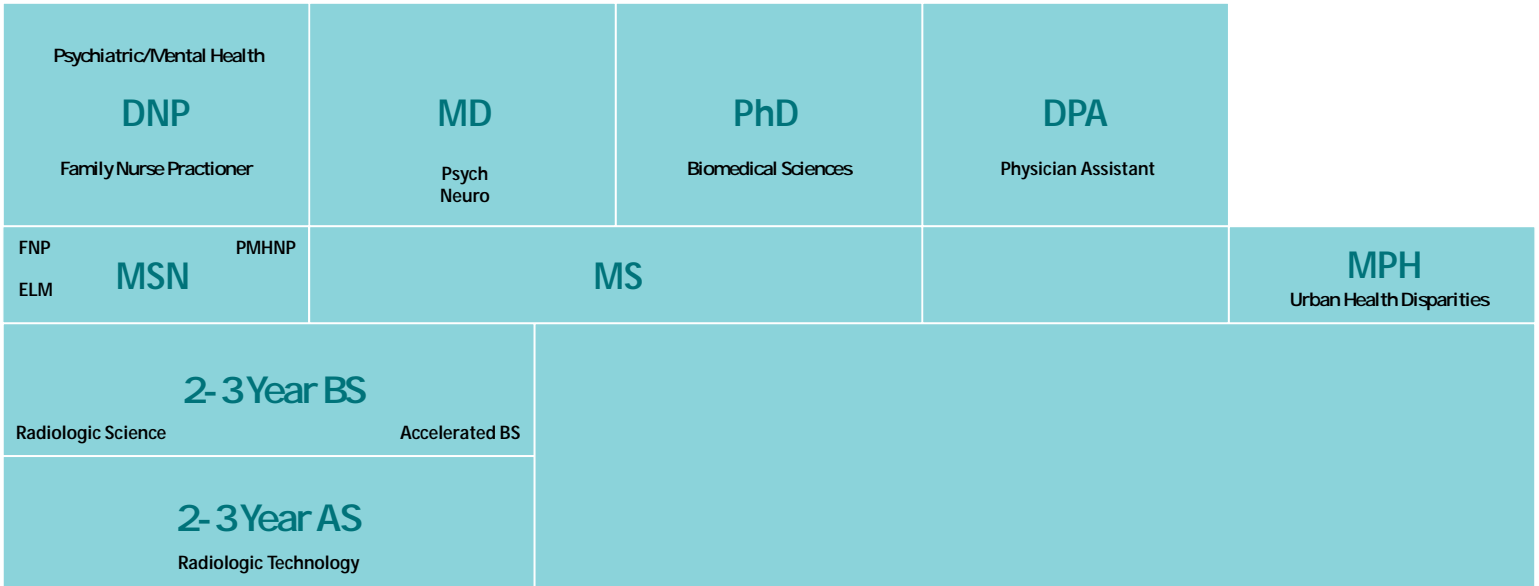 Psychiatric/Mental Health
DNP
Family Nurse Practioner
MD
Psych
Neuro
PhD
Biomedical Sciences
DPA
Physician Assistant
FNP
PMHNP
MSN
ELM
MS
MPH
Urban Health Disparities
2-3 Year BS
Radiologic Science
Accelerated BS
2-3 Year AS
Radiologic Technology